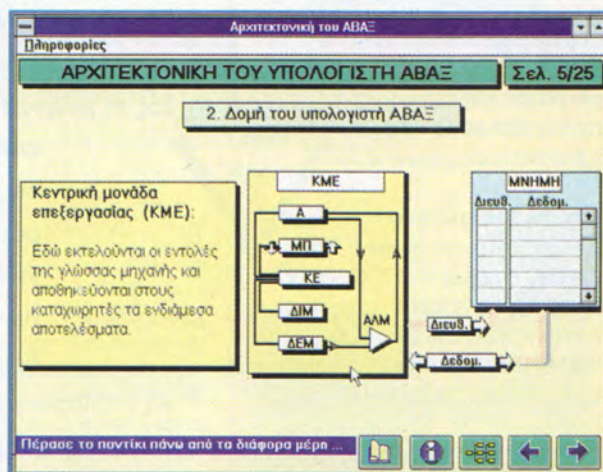 Αρχιτεκτονική του ΑΒΑΞ
Πληροφορίες
ΑΡΧΙΤΕΚΤΟΝΙΚΗ ΤΟΥ ΥΠΟΛΟΓΙΣΤΗ ΑΒΑΞ
Σελ. 5/25
2. Δομή του υπολογιστή ΑΒΑΞ
Κεντρική μονάδα
επεξεργασίας (ΚΜΕ):
Εδώ εκτελούνται οι εντολές
της γλώσσας μηχανής και
αποθηκεύονται στους
καταχωρητές τα ενδιάμεσα
αποτελέσματα.
ΚΜΕ
Α
ΜΠ
ΚΕ
ΔΙΜ
ΔΕΜ
ΑΛΜ
ΜΝΗΜΗ
Διευθ. Δεδομ.
Διευθ.
Δεδομ.
Πέρασε το ποντίκι πάνω από τα διάφορα μέρη ...